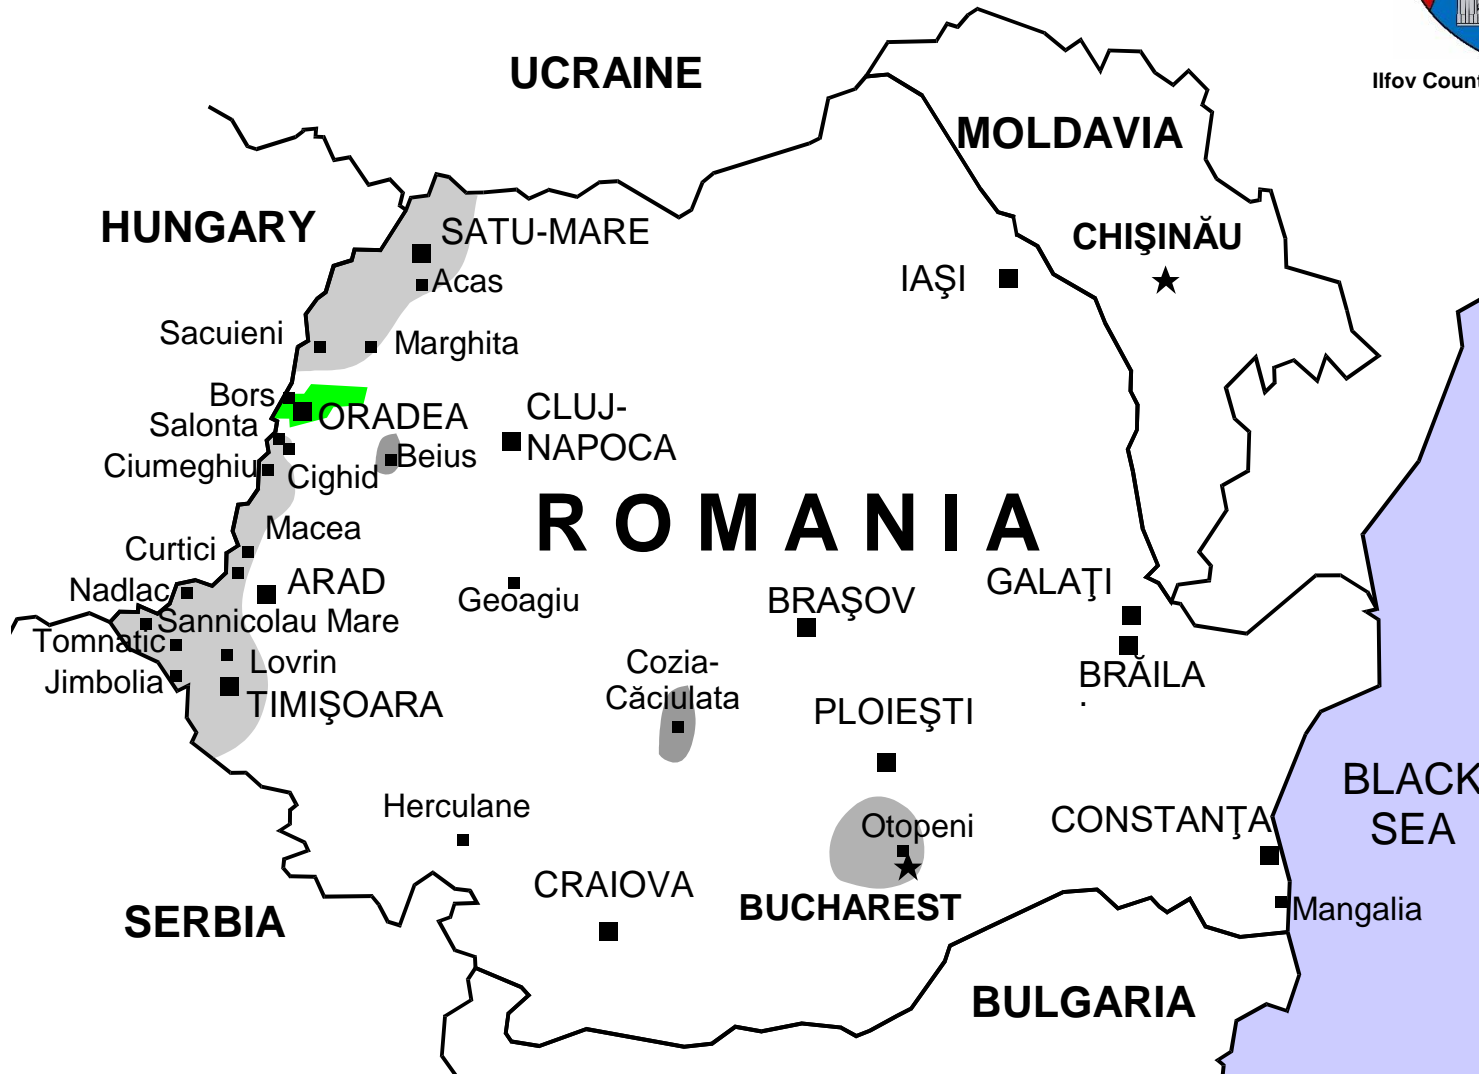 UCRAINE
Ilfov Count
MOLDAVIA
HUNGARY
SATU-MARE
CHIŞINĂU
Acas
IAŞI
Sacuieni
Marghita
Bors
ORADEA
CLUJ-
NAPOCA
Salonta
Beius
Ciumeghiu
Cighid
ROMANIA
Macea
Curtici
ARAD
Nadlac
Geoagiu
BRAŞOV
GALAŢI
Sannicolau Mare
Tomnatic
Lovrin
Jimbolia
Cozia-
Căciulata
BRĂILA
.
TIMIŞOARA
PLOIEŞTI
BLACK
SEA
Herculane
Otopeni
CONSTANŢA
CRAIOVA
BUCHAREST
Mangalia
SERBIA
BULGARIA